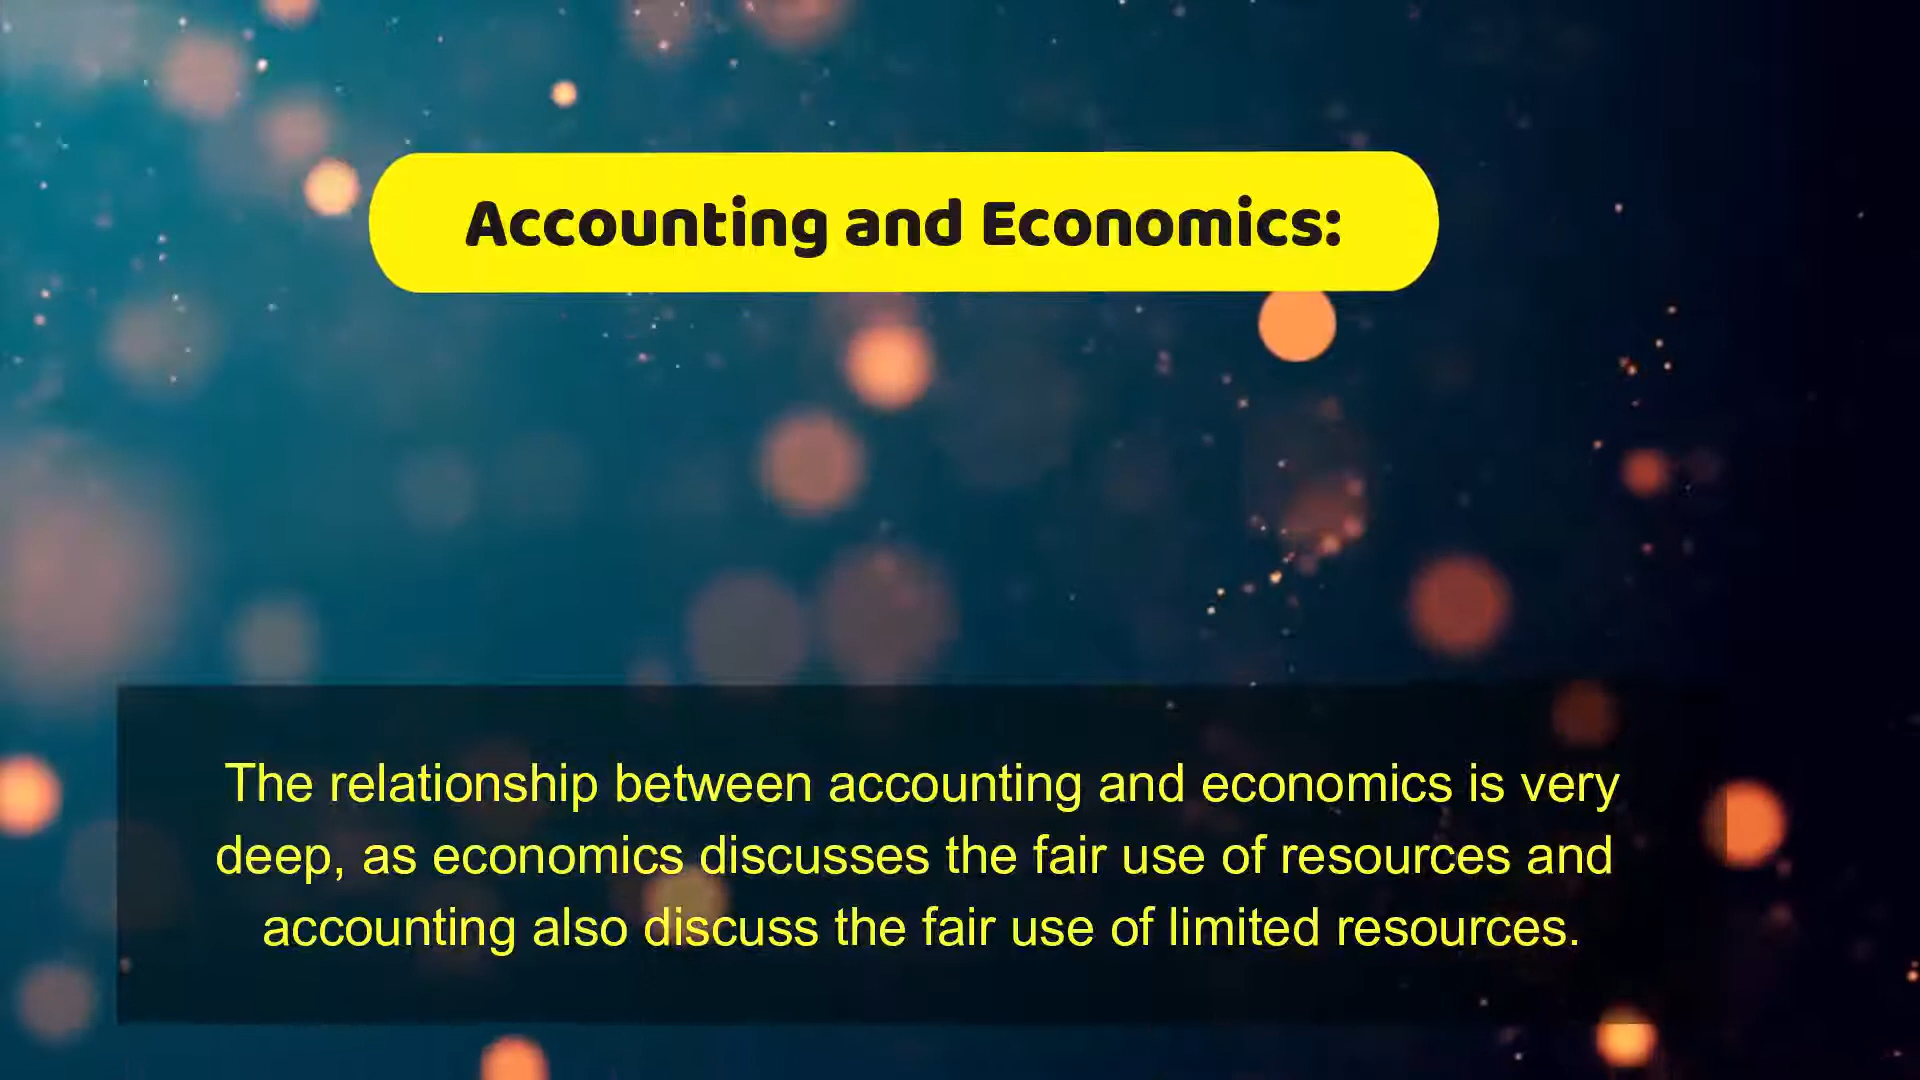 Accounting and Economics:
The relationship between accounting and economics is very
deep, as economics discusses the fair use of resources and
accounting also discuss the fair use of limited resources.